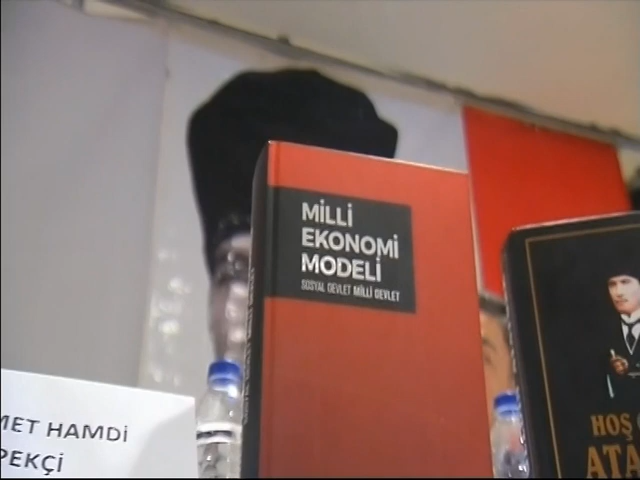 MİLLİ
EKONOMİ
MODELİ
SOSYAL DEVLET MİLLİ DEVLET
MET HAMDİ
PEKÇİ
HOŞ
ATA